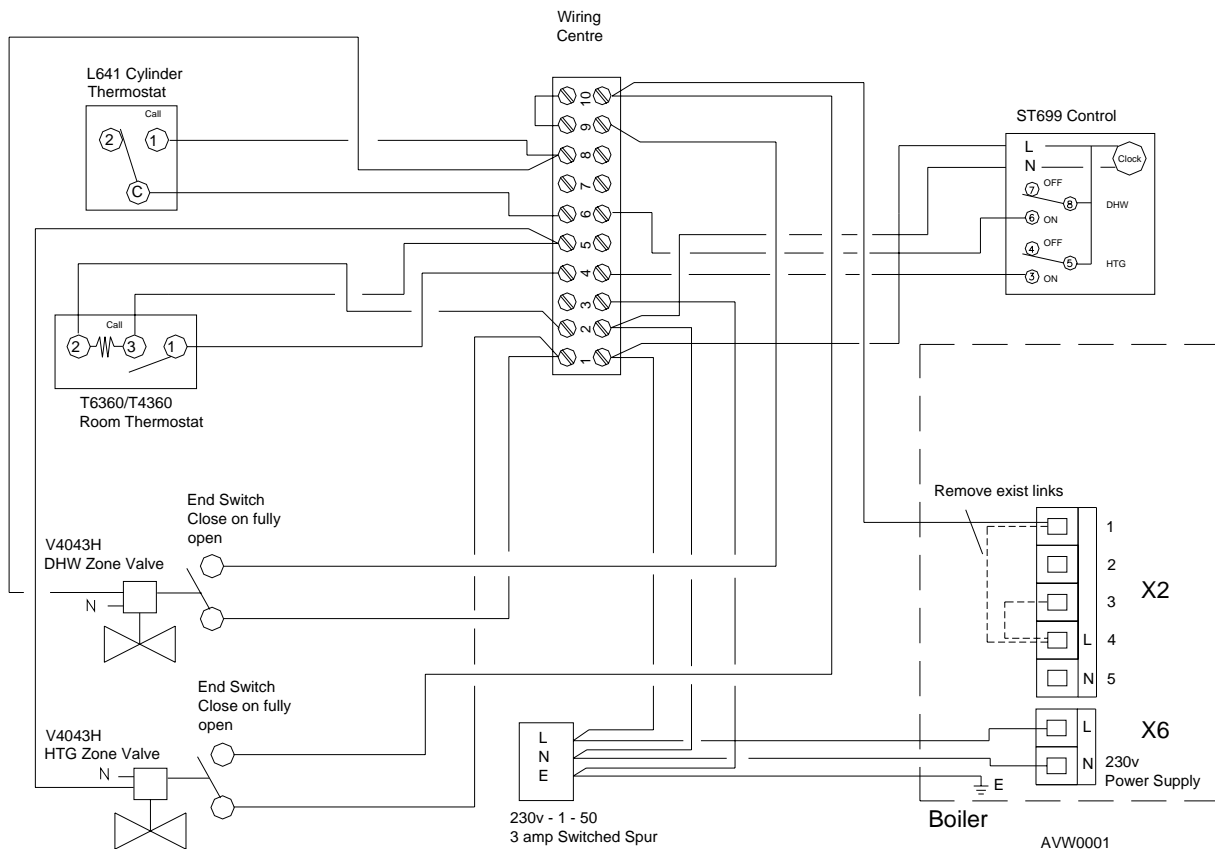 Wiring
Centre
L641 Cylinder
Thermostat
Call
2
1
C
10
9
8
7
6
5
4
3
2
1
ST699 Control
L
N
Clock
7
OFF
8
DHW
6
ON
4
OFF
5
HTG
3
ON
Call
2
3
1
T6360/T4360
Room Thermostat
Remove exist links
End Switch
Close on fully
open
V4043H
DHW Zone Valve
N
1
2
3
L 4
N 5
X2
End Switch
Close on fully
open
V4043H
HTG Zone Valve
N
L
N
E
230v - 1 - 50
3 amp Switched Spur
E
L
N
X6
230v
Power Supply
Boiler
AVW0001